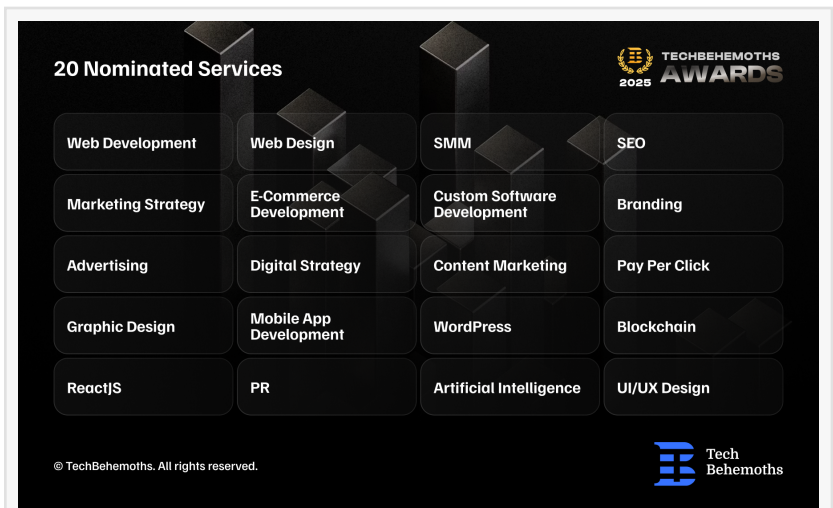 20 Nominated Services
TECHBEHEMOTHS
AWARDS
2025
Web Development
Web Design
SMM
SEO
Marketing Strategy
E-Commerce
Development
Custom Software
Development
Branding
Advertising
Digital Strategy
Content Marketing
Pay Per Click
Graphic Design
Mobile App
Development
WordPress
Blockchain
ReactJS
PR
Artificial Intelligence
UI/UX Design
© TechBehemoths. All rights reserved.
Tech
Behemoths